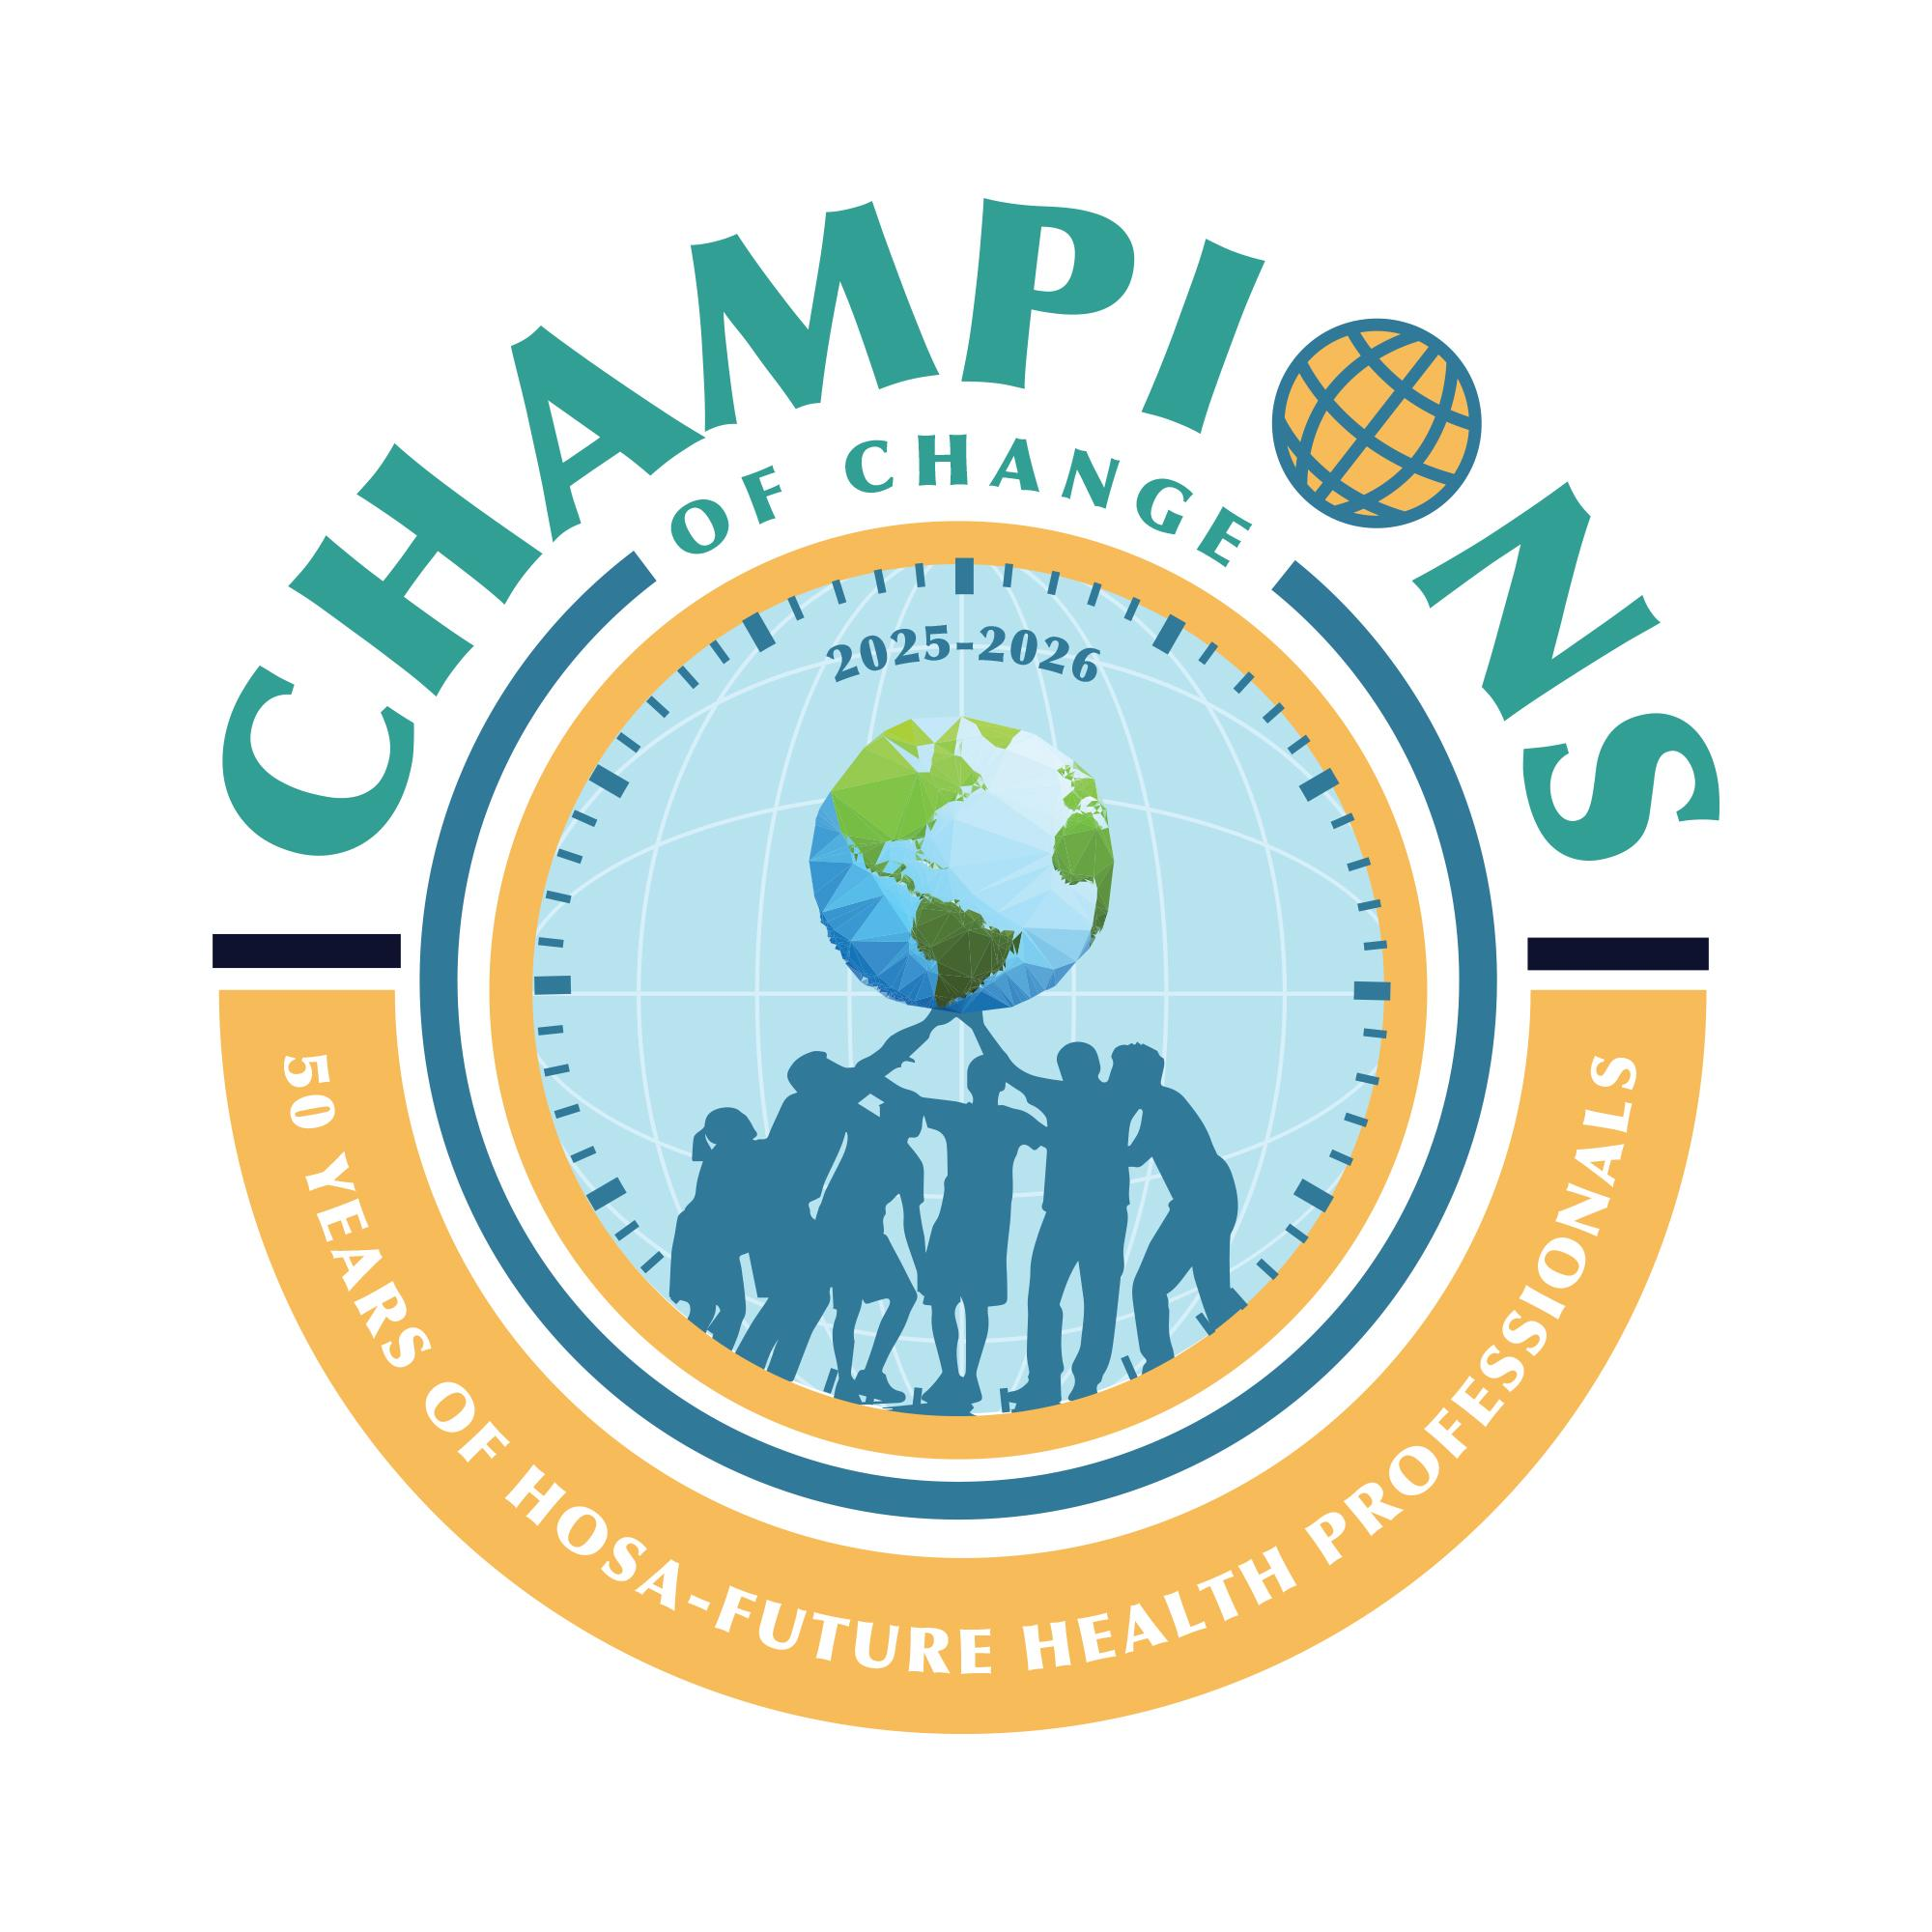 CHAMPIONS
OF CHANGE
2025-2026
50 YEARS OF HOSA-FUTURE HEALTH PROFESSIONALS